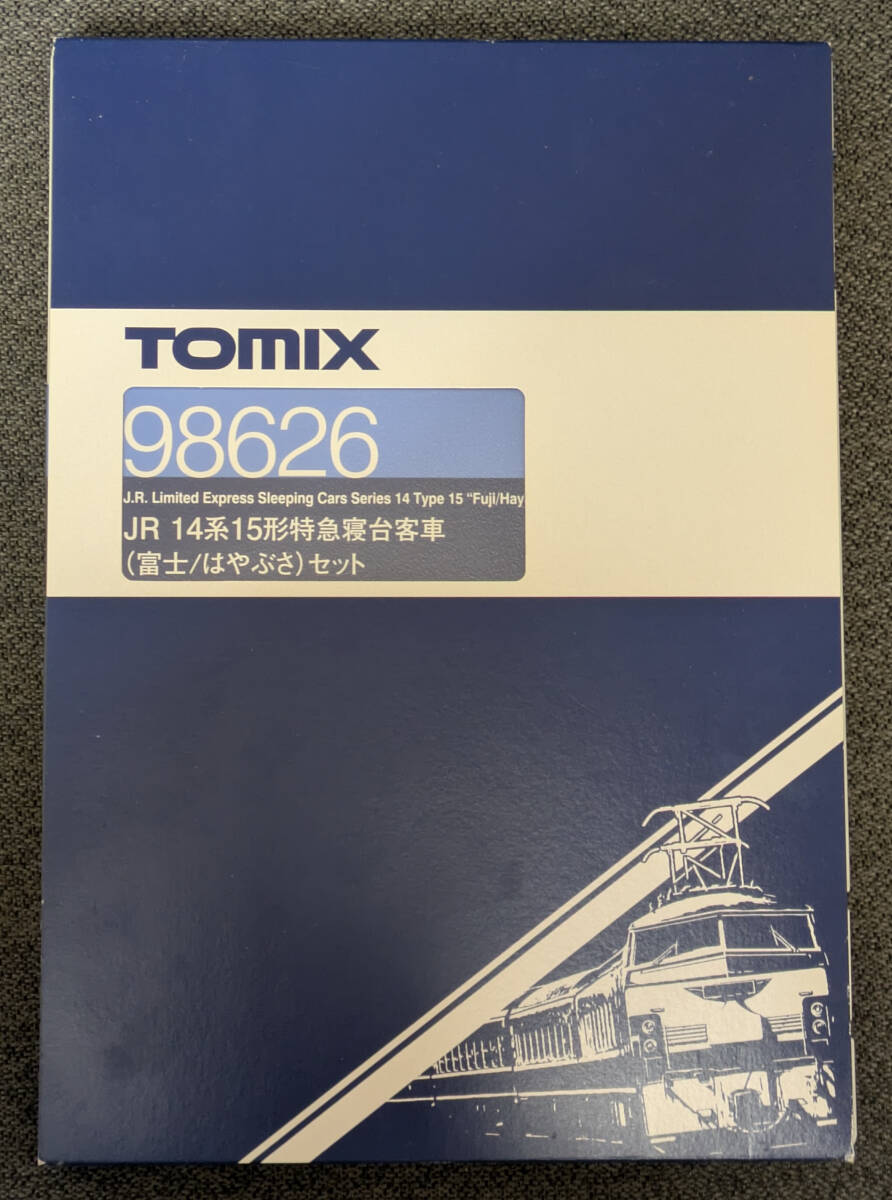 TOMIX
98626
J.R. Limited Express Sleeping Cars Series 14 Type 15 “Fuji/Hay
JR 14系15形特急寝台客車
(富士/はやぶさ)セット